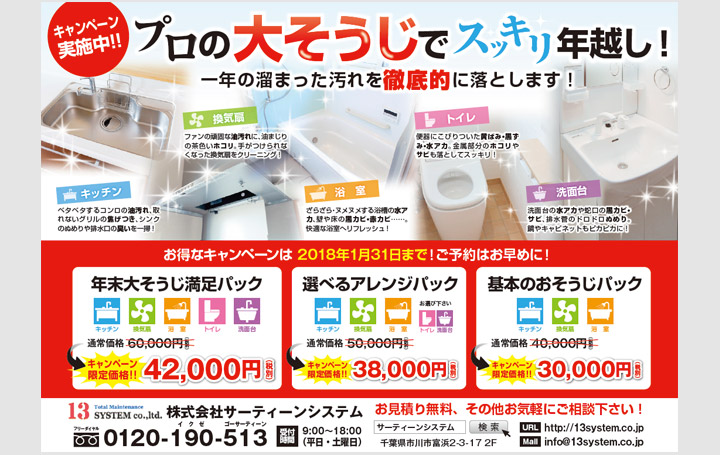 キャンペーン
実施中!!
プロの大そうじでスッキリ年越し!
一年の溜まった汚れを徹底的に落とします!
換気扇
ファンの頑固な油汚れに、油まじり
の茶色いホコリ。手がつけられな
くなった換気扇をクリーニング!
トイレ
便器にこびりついた黄ばみ・黒ず
み・水アカ。金属部分のホコリや
サビも落としてスッキリ!
キッチン
ベタベタするコンロの油汚れ、取
れないグリルの焦げつき、シンク
のぬめりや排水口の臭いを一掃!
浴室
ざらざら・ヌメヌメする浴槽の水ア
カ、壁や床の黒カビ・赤カビ……。
快適な浴室へリフレッシュ!
洗面台
洗面台の水アカや蛇口の黒カビ・
サビ、排水管のドロドロぬめり、
鏡やキャビネットもピカピカに!
お得なキャンペーンは 2018年1月31日まで!ご予約はお早めに!
年末大そうじ満足パック
キッチン 換気扇 浴室 トイレ 洗面台
通常価格 60,000円(税別)
キャンペーン
限定価格!! 42,000円(税別)
選べるアレンジパック
お選び下さい
キッチン 換気扇 浴室 トイレ 洗面台
通常価格 50,000円(税別)
キャンペーン
限定価格!! 38,000円(税別)
基本のおそうじパック
キッチン 換気扇 浴室
通常価格 40,000円(税別)
キャンペーン
限定価格!! 30,000円(税別)
13 Total Maintenance
SYSTEM co.,ltd. 株式会社サーティーンシステム
フリーダイヤル イクゼ ゴーサーティーン
0120-190-513
受付時間 9:00〜18:00
(平日・土曜日)
お見積り無料、その他お気軽にご相談下さい!
サーティーンシステム 検索
千葉県市川市富浜2-3-17 2F
URL http://13system.co.jp
Mail info@13system.co.jp